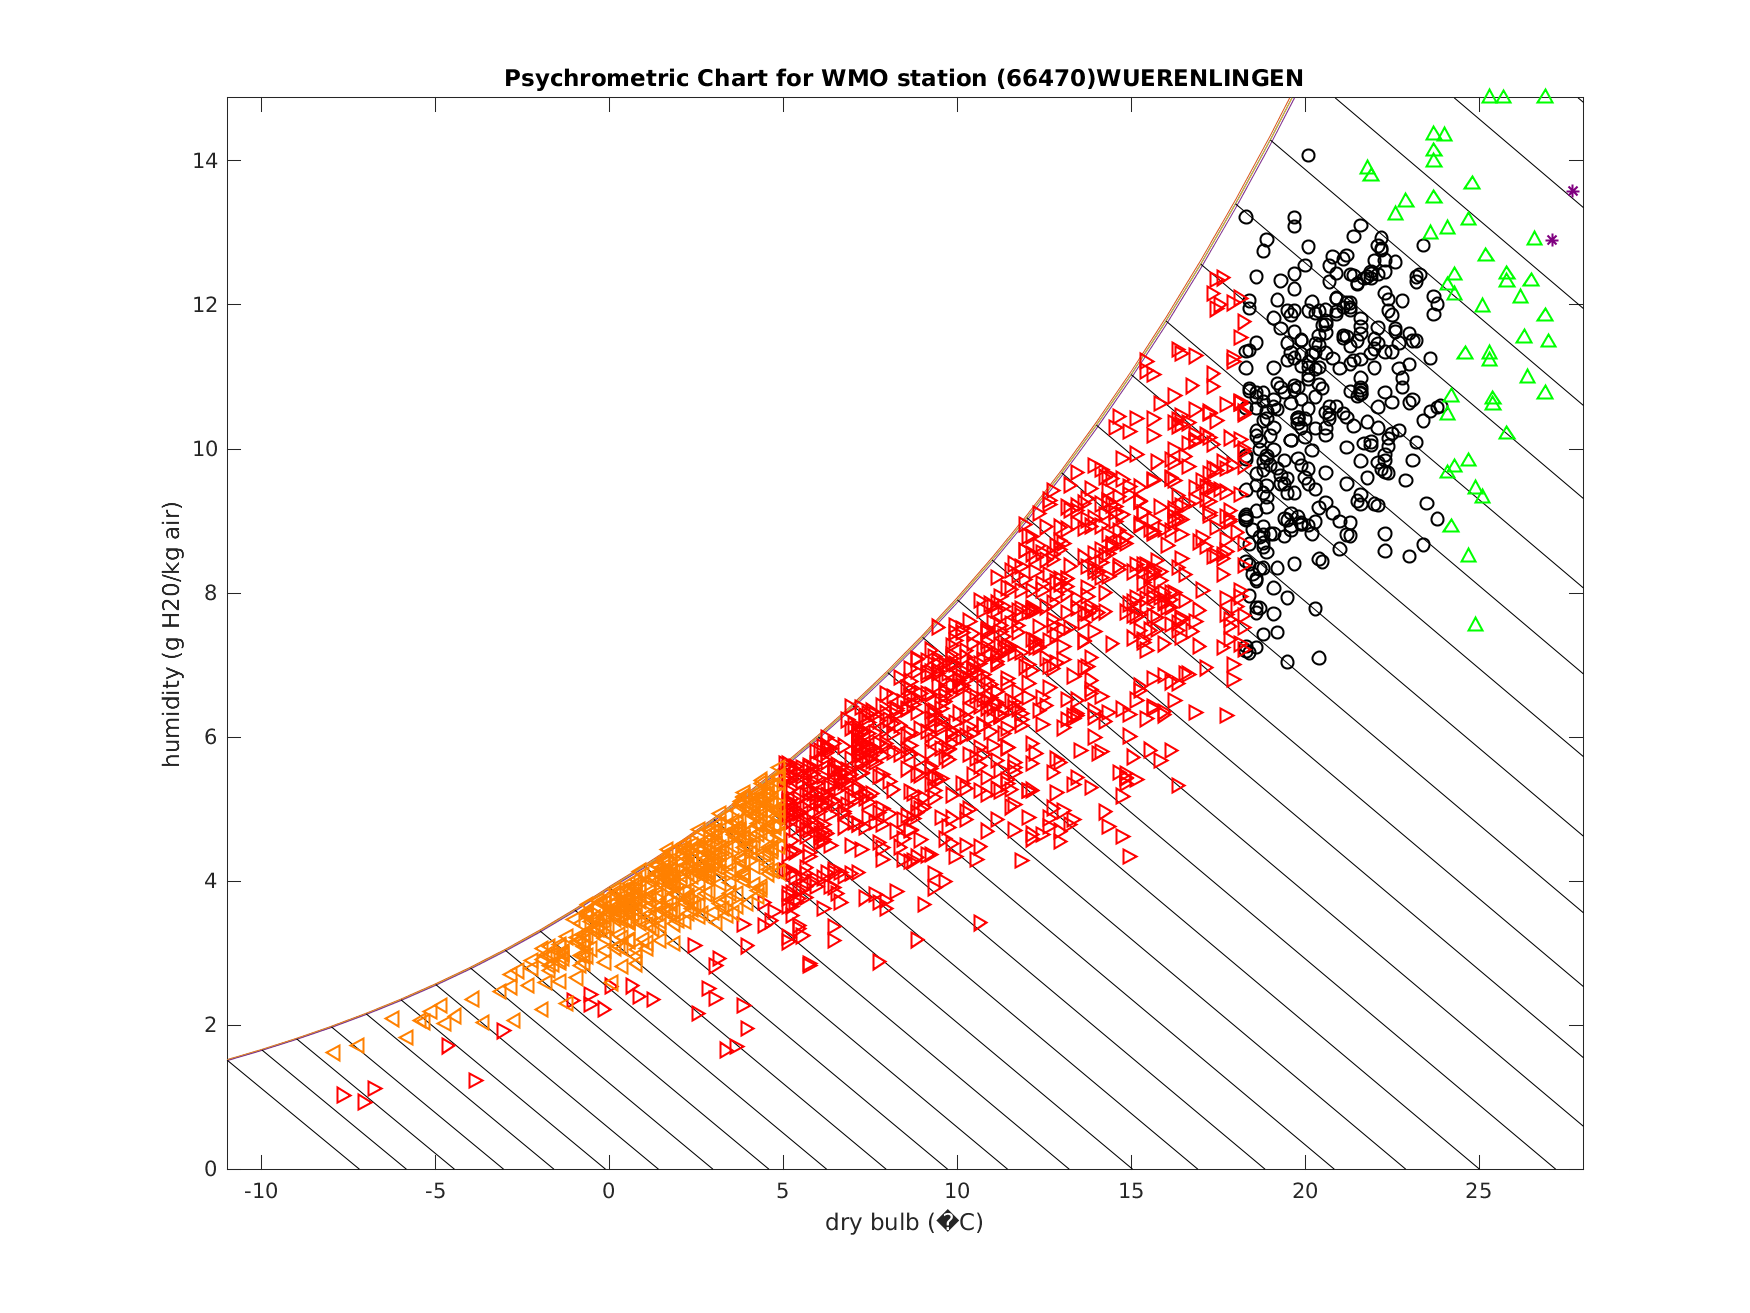 Psychrometric Chart for WMO station (66470)WUERENLINGEN
humidity (g H20/kg air)
14
12
10
8
6
4
2
0
-10 -5 0 5 10 15 20 25
dry bulb (�C)